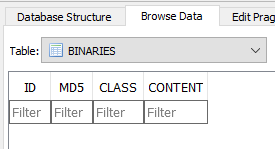 Database Structure Browse Data Edit Prag
Table: BINARIES
ID MD5 CLASS CONTENT
Filter Filter Filter Filter